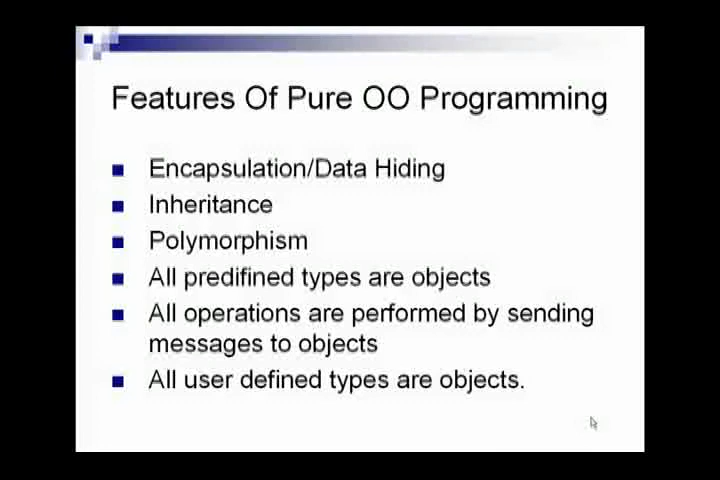 Features Of Pure OO Programming
Encapsulation/Data Hiding
Inheritance
Polymorphism
All predifined types are objects
All operations are performed by sending
messages to objects
All user defined types are objects.